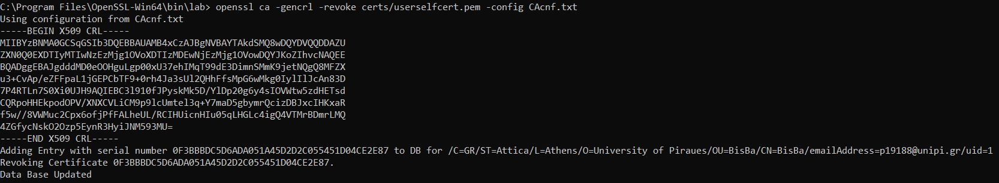 C:\Program Files\OpenSSL-Win64\bin\lab> openssl ca -gencrl -revoke certs/userselfcert.pem -config CAcnf.txt
Using configuration from CAcnf.txt
-----BEGIN X509 CRL-----
MIIBYzBNMA0GCSqGSIb3DQEBBAUAMB4xCzAJBgNVBAYTAkdSMQ8wDQYDVQQDDAZU
ZXN0Q0EXDTIyMTIwNzEzMjg1OVoXDTIzMDEwNjEzMjg1OVowDQYJKoZIhvcNAQEE
BQADggEBAJgdddMD0eOOHguLgp00xU37ehIMqT99dE3DimnSMmK9jetNQgQ8MFZX
u3+CvAp/eZFFpaL1jGEPCbTF9+0rh4Ja3sUl2QHhFfsMpG6wMkg0IylIlJcAn83D
7P4RTLn7S0Xi0UJH9AQIEBC3l910fJPyskMk5D/YlDp20g6y4sIOVWtw5zdHETsd
CQRpoHHEkpodOPV/XNXCVLiCM9p9lcUmtel3q+Y7maD5gbymrQcizDBJxcIHKxaR
f5w//8VWMuc2Cpx6ofjPfFALheUL/RCIHUicnHIu05qLHGLc4igQ4VTMrBDmrLMQ
4ZGfycNskO2Ozp5EynR3HyiJNM593MU=
-----END X509 CRL-----
Adding Entry with serial number 0F3BBBDC5D6ADA051A45D2D2C055451D04CE2E87 to DB for /C=GR/ST=Attica/L=Athens/O=University of Piraues/OU=BisBa/CN=BisBa/emailAddress=p19188@unipi.gr/uid=1
Revoking Certificate 0F3BBBDC5D6ADA051A45D2D2C055451D04CE2E87.
Data Base Updated